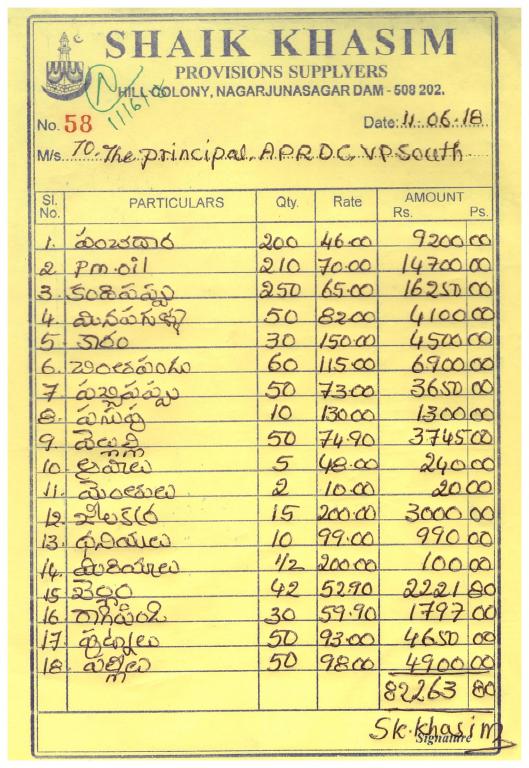 SHAIK KHASIM
PROVISIONS SUPPLYERS
HILL COLONY, NAGARJUNASAGAR DAM - 508 202.
No. 58 Date: 11.06.18
M/s TO. The principal, APRDC, VP South
Sl. No. PARTICULARS Qty. Rate AMOUNT Rs. Ps.
1. పంచదార 200 46.00 9200 00
2. pm.oil 210 70.00 14700 00
3. కందిపప్పు 250 65.00 16250 00
4. మినపగుళ్ళు 50 82.00 4100 00
5. కారం 30 150.00 4500 00
6. చింతపండు 60 115.00 6900 00
7. పచ్చిపప్పు 50 73.00 3650 00
8. పసుపు 10 130.00 1300 00
9. వెల్లుల్లి 50 74.90 3745 00
10. ఆవాలు 5 48.00 240 00
11. మెంతులు 2 10.00 20 00
12. జీలకర్ర 15 200.00 3000 00
13. ధనియాలు 10 99.00 990 00
14. మిరియాలు 1/2 200.00 100 00
15. బెల్లం 42 52.90 2221 80
16. రాగిపిండి 30 59.90 1797 00
17. పుట్నాలు 50 93.00 4650 00
18. పల్లీలు 50 98.00 4900 00
82263 80
Sk.khasim
Signature